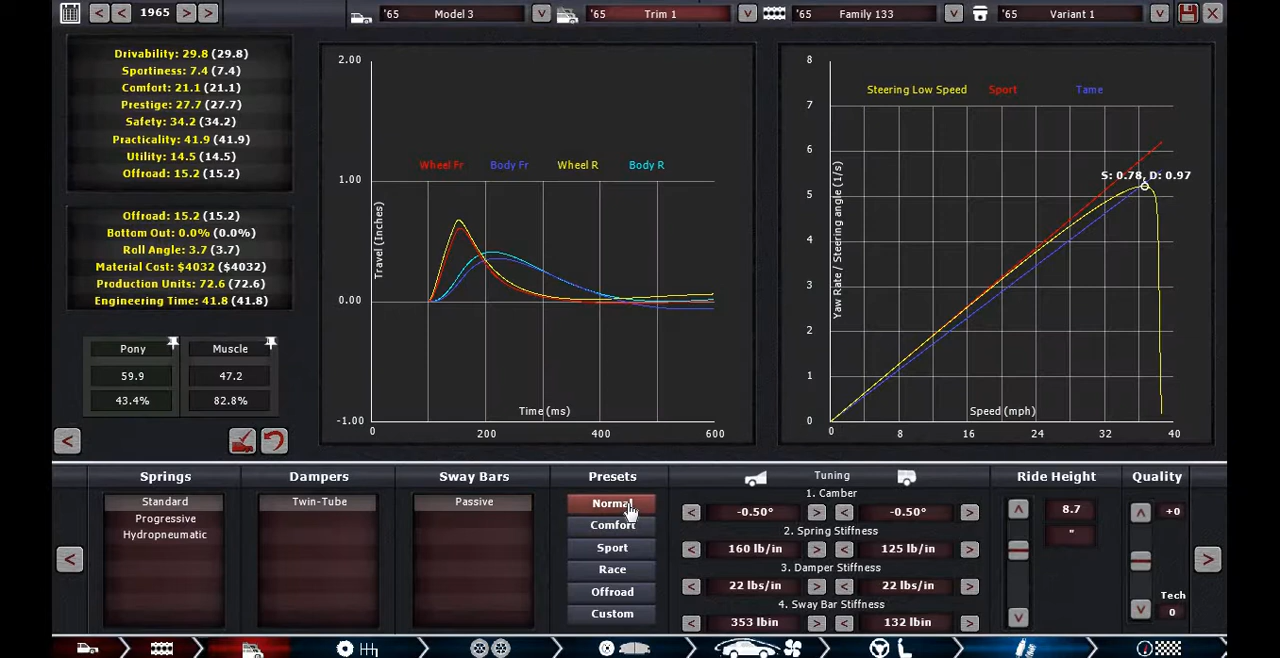 < < 1965 > > '65 Model 3 v '65 Trim 1 v '65 Family 133 v '65 Variant 1 v X
Drivability: 29.8 (29.8)
Sportiness: 7.4 (7.4)
Comfort: 21.1 (21.1)
Prestige: 27.7 (27.7)
Safety: 34.2 (34.2)
Practicality: 41.9 (41.9)
Utility: 14.5 (14.5)
Offroad: 15.2 (15.2)
Offroad: 15.2 (15.2)
Bottom Out: 0.0% (0.0%)
Roll Angle: 3.7 (3.7)
Material Cost: $4032 ($4032)
Production Units: 72.6 (72.6)
Engineering Time: 41.8 (41.8)
Pony Muscle
59.9 47.2
43.4% 82.8%
<
2.00
1.00
0.00
-1.00
Travel (Inches)
Wheel Fr Body Fr Wheel R Body R
Time (ms)
0 200 400 600
8
7
6
5
4
3
2
1
0
Yaw Rate / Steering angle (1/s)
Steering Low Speed Sport Tame
S: 0.78, D: 0.97
Speed (mph)
0 8 16 24 32 40
Springs
Standard
Progressive
Hydropneumatic
Dampers
Twin-Tube
Sway Bars
Passive
Presets
Normal
Comfort
Sport
Race
Offroad
Custom
Tuning
1. Camber
< -0.50° > < -0.50° >
2. Spring Stiffness
< 160 lb/in > < 125 lb/in >
3. Damper Stiffness
< 22 lbs/in > < 22 lbs/in >
4. Sway Bar Stiffness
< 353 lbin > < 132 lbin >
Ride Height
8.7
"
Quality
+0
Tech
0
< >